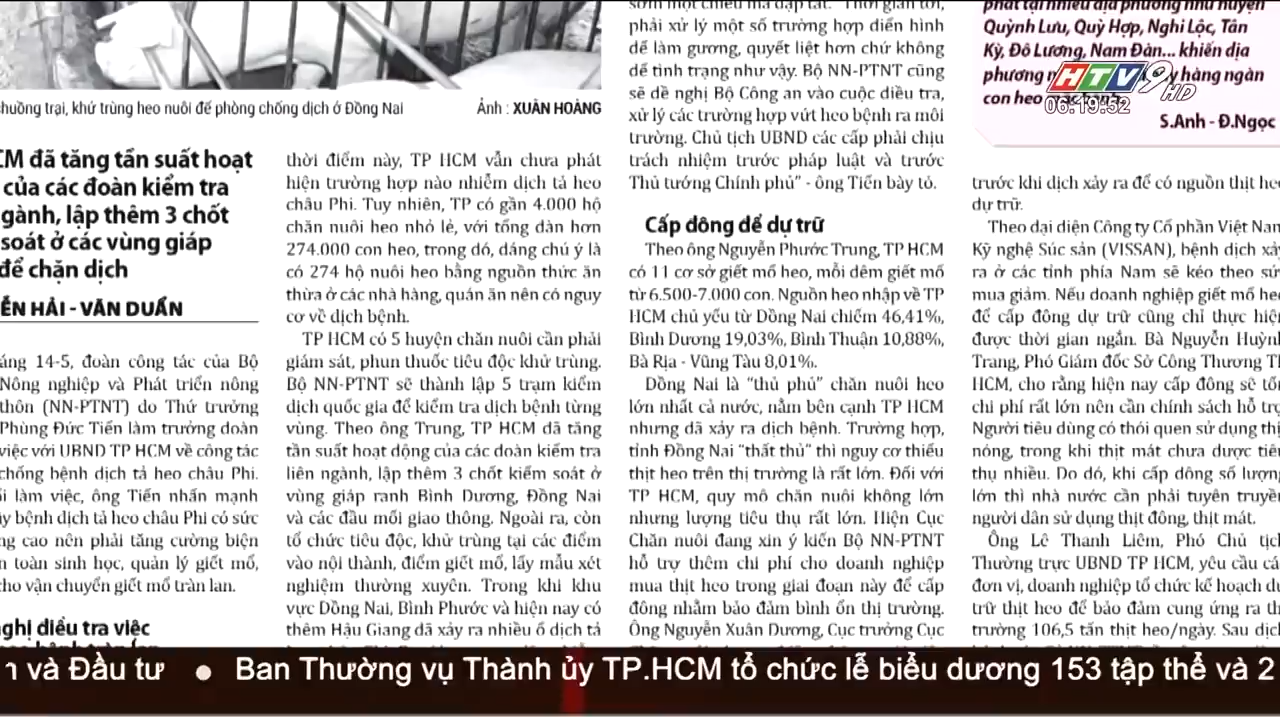 chuồng trại, khử trùng heo nuôi để phòng chống dịch ở Đồng Nai
Ảnh : XUÂN HOÀNG
CM đã tăng tần suất hoạt
của các đoàn kiểm tra
gành, lập thêm 3 chốt
soát ở các vùng giáp
để chặn dịch
ỄN HẢI - VĂN DUẨN
áng 14-5, đoàn công tác của Bộ
Nông nghiệp và Phát triển nông
thôn (NN-PTNT) do Thứ trưởng
Phùng Đức Tiến làm trưởng đoàn
việc với UBND TP HCM về công tác
chống bệnh dịch tả heo châu Phi.
ổi làm việc, ông Tiến nhấn mạnh
ây bệnh dịch tả heo châu Phi có sức
ng cao nên phải tăng cường biện
n toàn sinh học, quản lý giết mổ,
cho vận chuyển giết mổ tràn lan.
nghị điều tra việc
thời điểm này, TP HCM vẫn chưa phát
hiện trường hợp nào nhiễm dịch tả heo
châu Phi. Tuy nhiên, TP có gần 4.000 hộ
chăn nuôi heo nhỏ lẻ, với tổng đàn hơn
274.000 con heo, trong đó, đáng chú ý là
có 274 hộ nuôi heo bằng nguồn thức ăn
thừa ở các nhà hàng, quán ăn nên có nguy
cơ về dịch bệnh.
TP HCM có 5 huyện chăn nuôi cần phải
giám sát, phun thuốc tiêu độc khử trùng.
Bộ NN-PTNT sẽ thành lập 5 trạm kiểm
dịch quốc gia để kiểm tra dịch bệnh từng
vùng. Theo ông Trung, TP HCM đã tăng
tần suất hoạt động của các đoàn kiểm tra
liên ngành, lập thêm 3 chốt kiểm soát ở
vùng giáp ranh Bình Dương, Đồng Nai
và các đầu mối giao thông. Ngoài ra, còn
tổ chức tiêu độc, khử trùng tại các điểm
vào nội thành, điểm giết mổ, lấy mẫu xét
nghiệm thường xuyên. Trong khi khu
vực Đồng Nai, Bình Phước và hiện nay có
thêm Hậu Giang đã xảy ra nhiều ổ dịch tả
sớm một chiều mà dập tắt. Thời gian tới,
phải xử lý một số trường hợp điển hình
để làm gương, quyết liệt hơn chứ không
để tình trạng như vậy. Bộ NN-PTNT cũng
sẽ đề nghị Bộ Công an vào cuộc điều tra,
xử lý các trường hợp vứt heo bệnh ra môi
trường. Chủ tịch UBND các cấp phải chịu
trách nhiệm trước pháp luật và trước
Thủ tướng Chính phủ" - ông Tiến bày tỏ.
Cấp đông để dự trữ
Theo ông Nguyễn Phước Trung, TP HCM
có 11 cơ sở giết mổ heo, mỗi đêm giết mổ
từ 6.500-7.000 con. Nguồn heo nhập về TP
HCM chủ yếu từ Đồng Nai chiếm 46,41%,
Bình Dương 19,03%, Bình Thuận 10,88%,
Bà Rịa - Vũng Tàu 8,01%.
Đồng Nai là "thủ phủ" chăn nuôi heo
lớn nhất cả nước, nằm bên cạnh TP HCM
nhưng đã xảy ra dịch bệnh. Trường hợp,
tỉnh Đồng Nai "thất thủ" thì nguy cơ thiếu
thịt heo trên thị trường là rất lớn. Đối với
TP HCM, quy mô chăn nuôi không lớn
nhưng lượng tiêu thụ rất lớn. Hiện Cục
Chăn nuôi đang xin ý kiến Bộ NN-PTNT
hỗ trợ thêm chi phí cho doanh nghiệp
mua thịt heo trong giai đoạn này để cấp
đông nhằm bảo đảm bình ổn thị trường.
Ông Nguyễn Xuân Dương, Cục trưởng Cục
phát tại nhiều địa phương như huyện
Quỳnh Lưu, Quỳ Hợp, Nghi Lộc, Tân
Kỳ, Đô Lương, Nam Đàn... khiến địa
phương hàng ngàn
con heo
S.Anh - Đ.Ngọc
HTV9 HD
06:19:52
trước khi dịch xảy ra để có nguồn thịt heo
dự trữ.
Theo đại diện Công ty Cổ phần Việt Nam
Kỹ nghệ Súc sản (VISSAN), bệnh dịch xảy
ra ở các tỉnh phía Nam sẽ kéo theo sức
mua giảm. Nếu doanh nghiệp giết mổ heo
để cấp đông dự trữ cũng chỉ thực hiện
được thời gian ngắn. Bà Nguyễn Huỳnh
Trang, Phó Giám đốc Sở Công Thương TP
HCM, cho rằng hiện nay cấp đông sẽ tốn
chi phí rất lớn nên cần chính sách hỗ trợ.
Người tiêu dùng có thói quen sử dụng thịt
nóng, trong khi thịt mát chưa được tiêu
thụ nhiều. Do đó, khi cấp đông số lượng
lớn thì nhà nước cần phải tuyên truyền
người dân sử dụng thịt đông, thịt mát.
Ông Lê Thanh Liêm, Phó Chủ tịch
Thường trực UBND TP HCM, yêu cầu các
đơn vị, doanh nghiệp tổ chức kế hoạch dự
trữ thịt heo để bảo đảm cung ứng ra thị
trường 106,5 tấn thịt heo/ngày. Sau dịch
n và Đầu tư ● Ban Thường vụ Thành ủy TP.HCM tổ chức lễ biểu dương 153 tập thể và 2